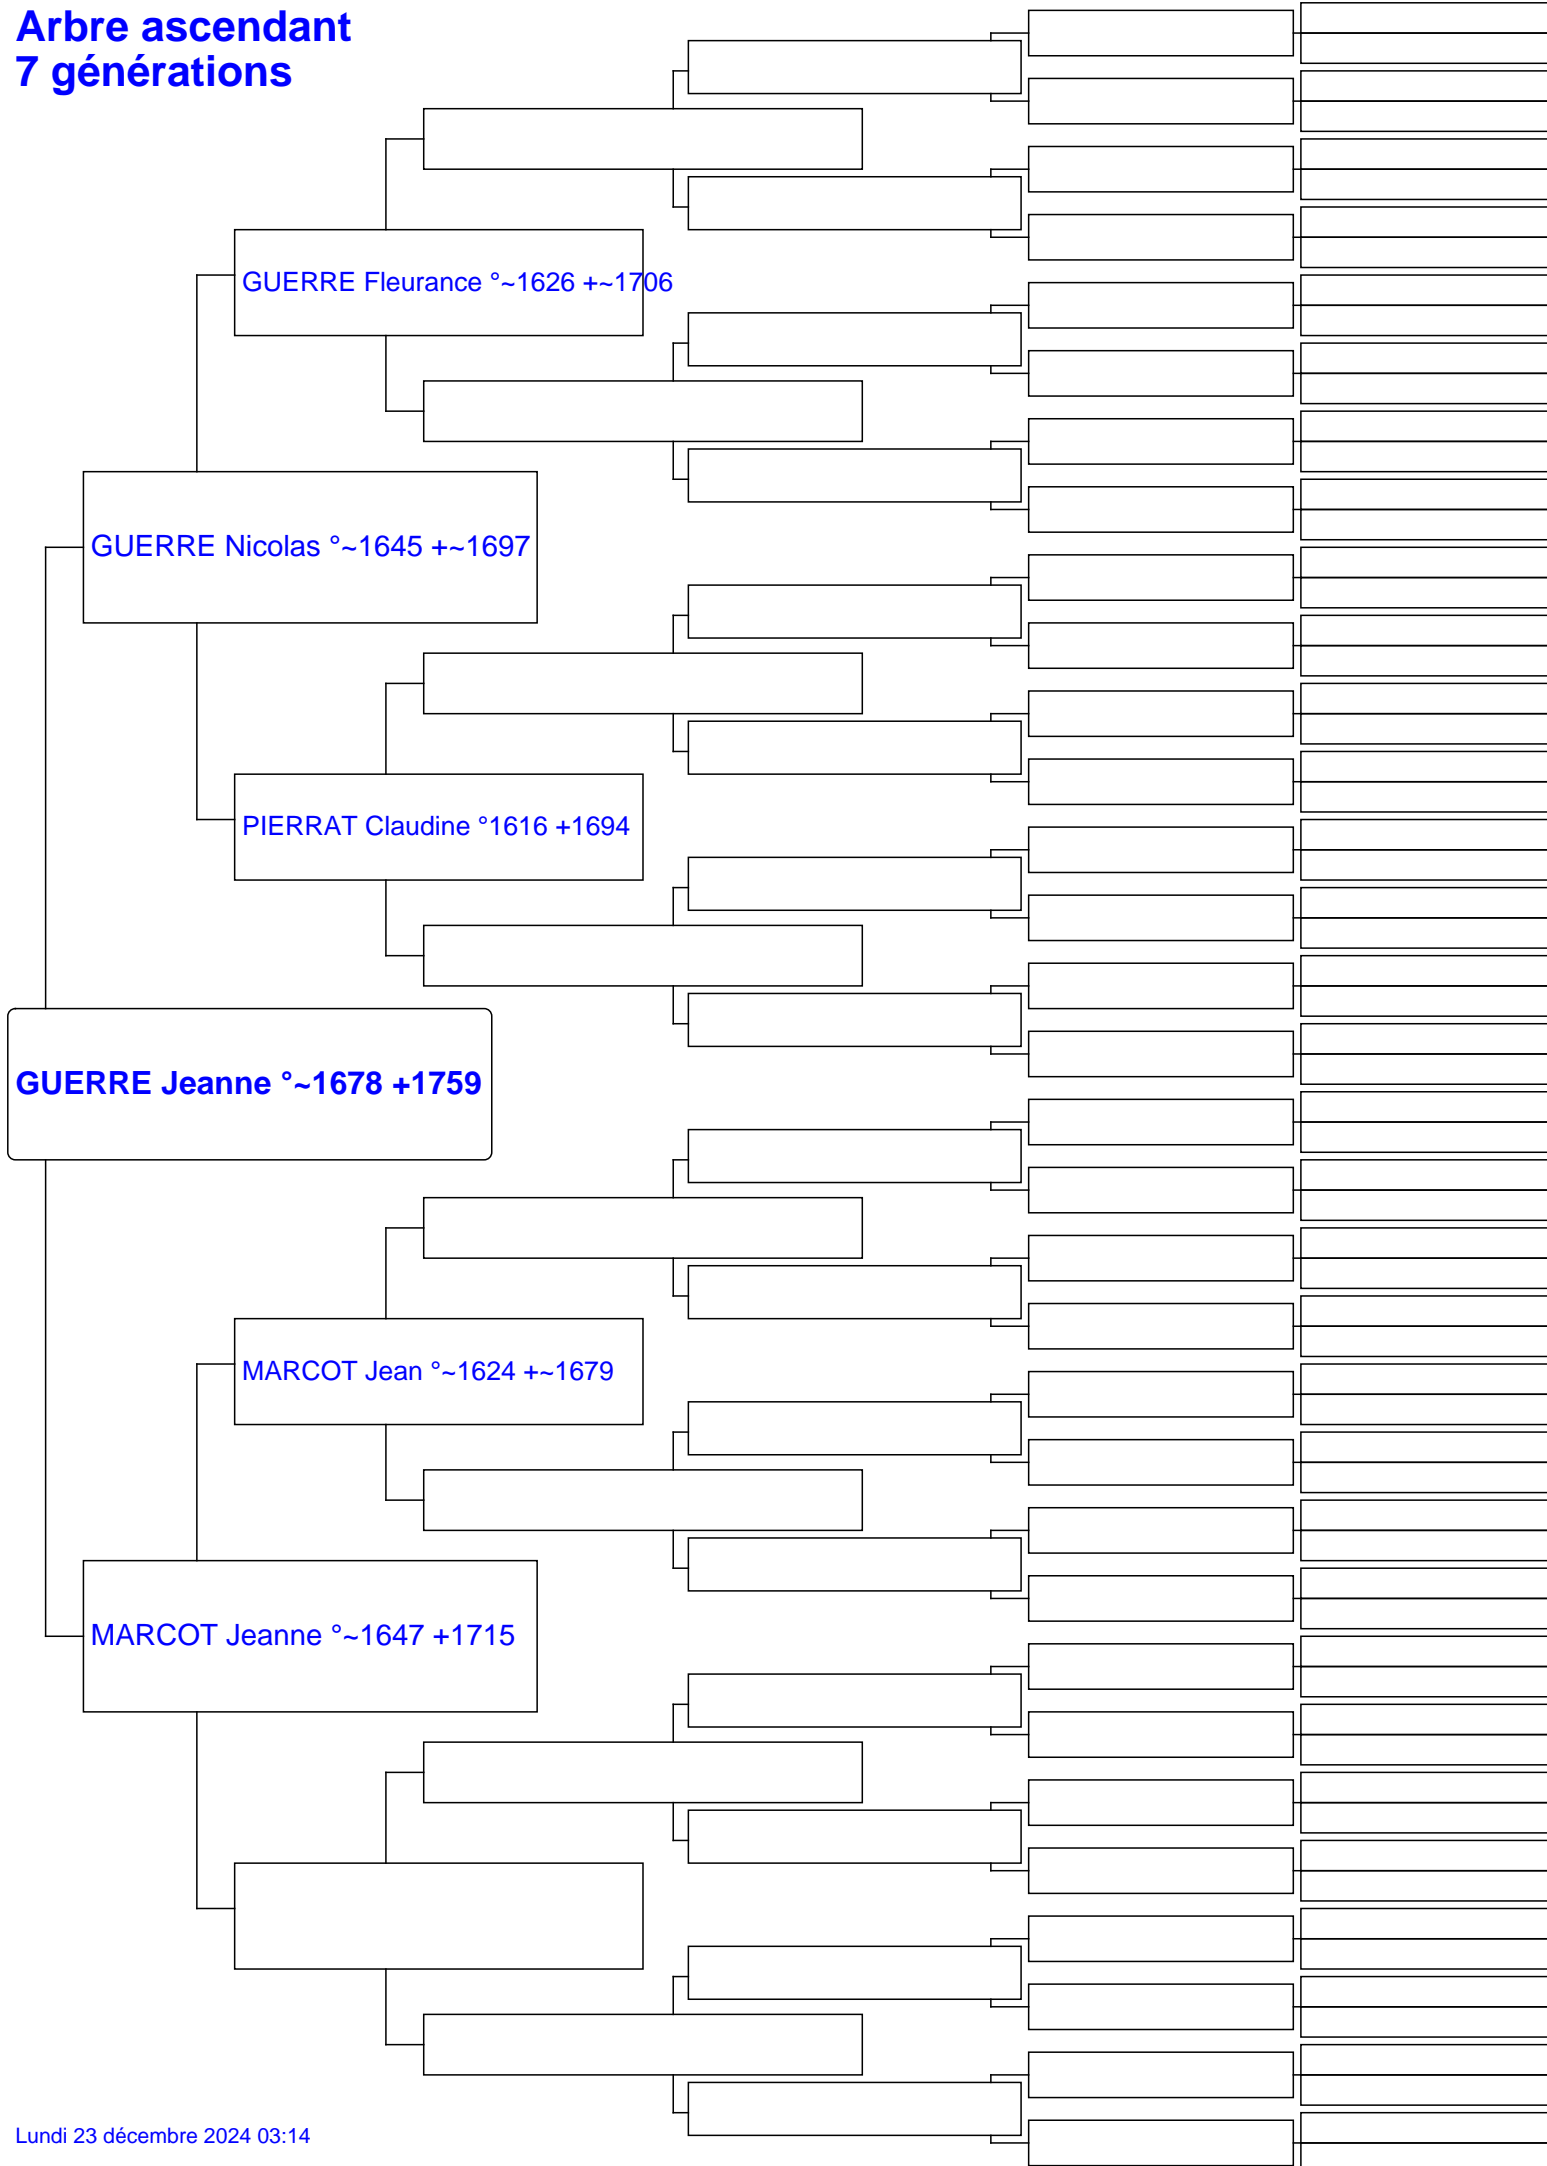 Arbre ascendant
7 générations
GUERRE Fleurance °~1626 +~1706
GUERRE Nicolas °~1645 +~1697
PIERRAT Claudine °1616 +1694
GUERRE Jeanne °~1678 +1759
MARCOT Jean °~1624 +~1679
MARCOT Jeanne °~1647 +1715
Lundi 23 décembre 2024 03:14